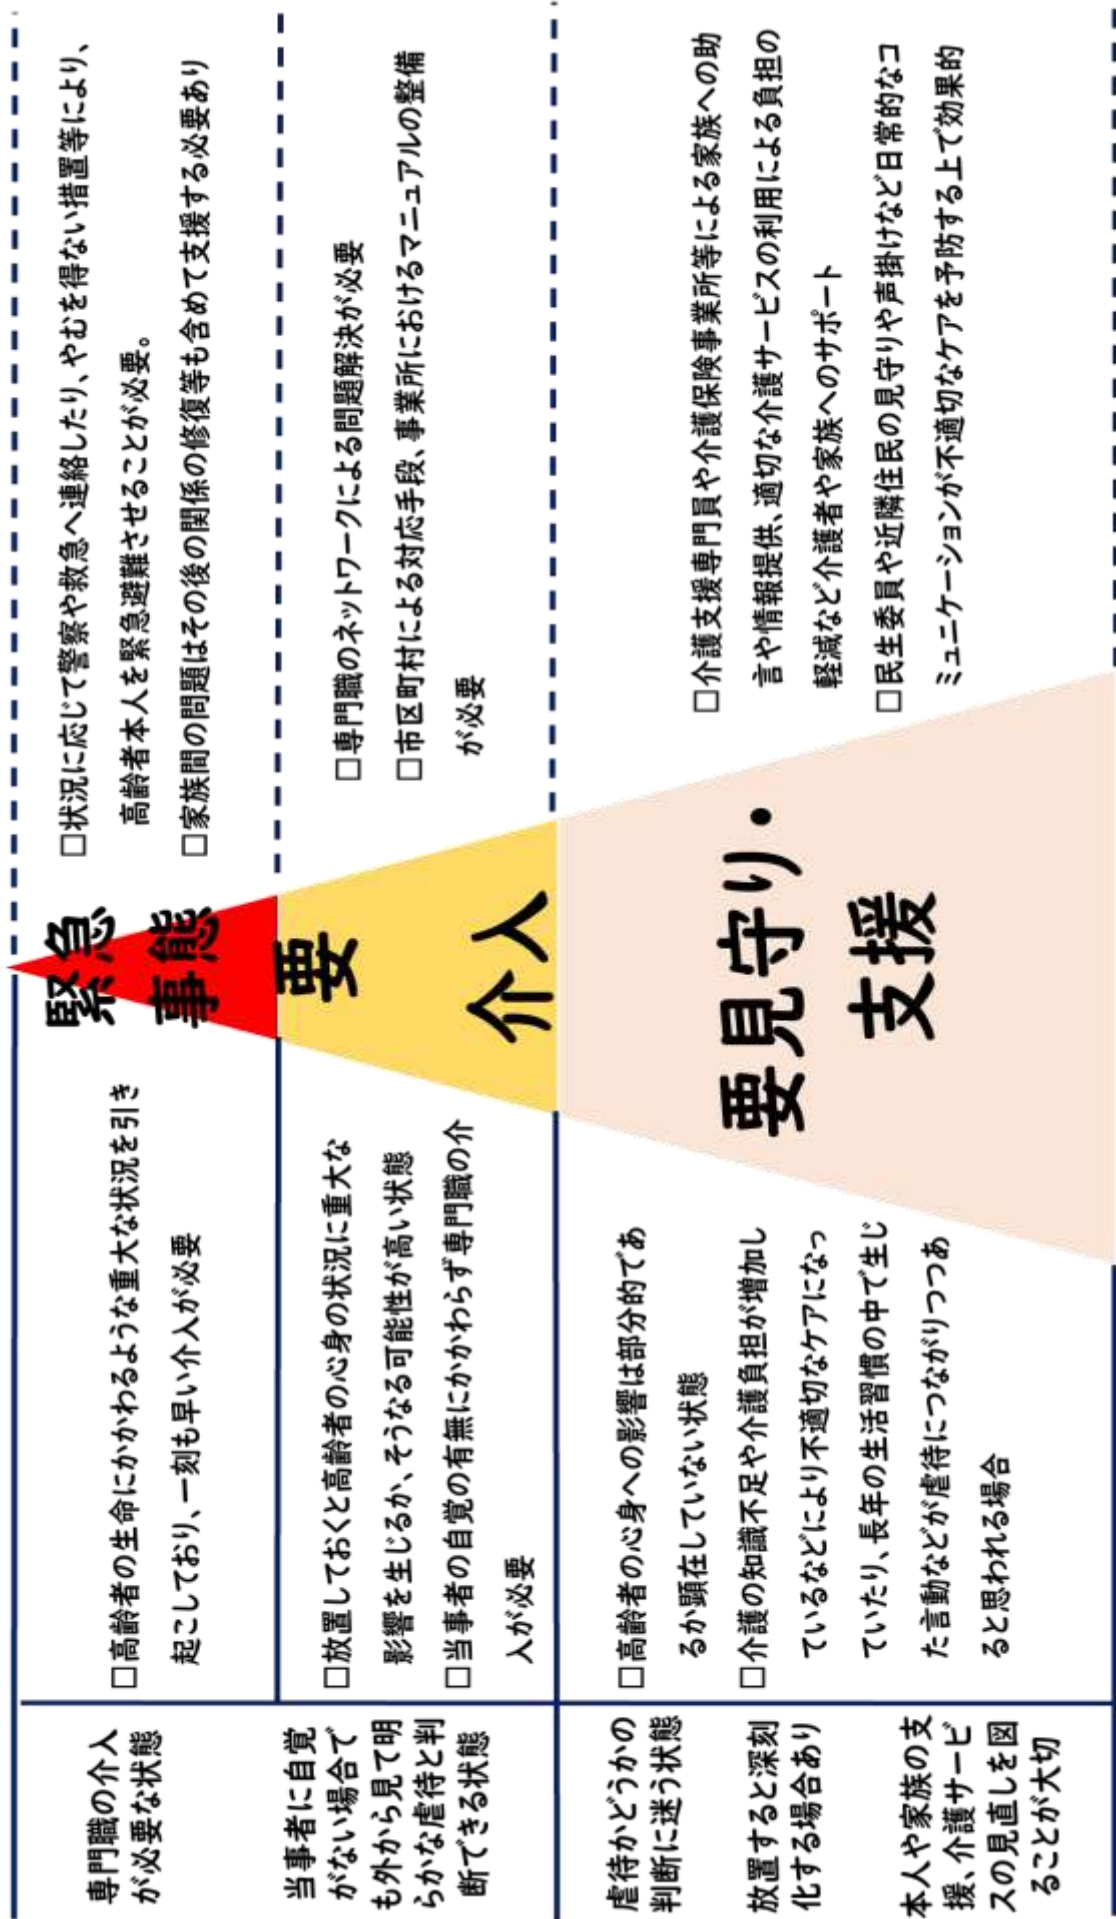 専門職の介入
が必要な状態
□高齢者の生命にかかわるような重大な状況を引き
起こしており、一刻も早い介入が必要
緊急
事態
□状況に応じて警察や救急へ連絡したり、やむを得ない措置等により、
高齢者本人を緊急避難させることが必要。
□家族間の問題はその後の関係の修復等も含めて支援する必要あり
当事者に自覚
がない場合で
も外から見て明
らかな虐待と判
断できる状態
□放置しておくと高齢者の心身の状況に重大な
影響を生じるか、そうなる可能性が高い状態
□当事者の自覚の有無にかかわらず専門職の介
入が必要
要
介入
□専門職のネットワークによる問題解決が必要
□市区町村による対応手段、事業所におけるマニュアルの整備
が必要
虐待かどうかの
判断に迷う状態
放置すると深刻
化する場合あり
本人や家族の支
援、介護サービ
スの見直しを図
ることが大切
□高齢者の心身への影響は部分的であ
るか顕在していない状態
□介護の知識不足や介護負担が増加し
ているなどにより不適切なケアになっ
ていたり、長年の生活習慣の中で生じ
た言動などが虐待につながりつつあ
ると思われる場合
要見守り・
支援
□介護支援専門員や介護保険事業所等による家族への助
言や情報提供、適切な介護サービスの利用による負担の
軽減など介護者や家族へのサポート
□民生委員や近隣住民の見守りや声掛けなど日常的なコ
ミュニケーションが不適切なケアを予防する上で効果的